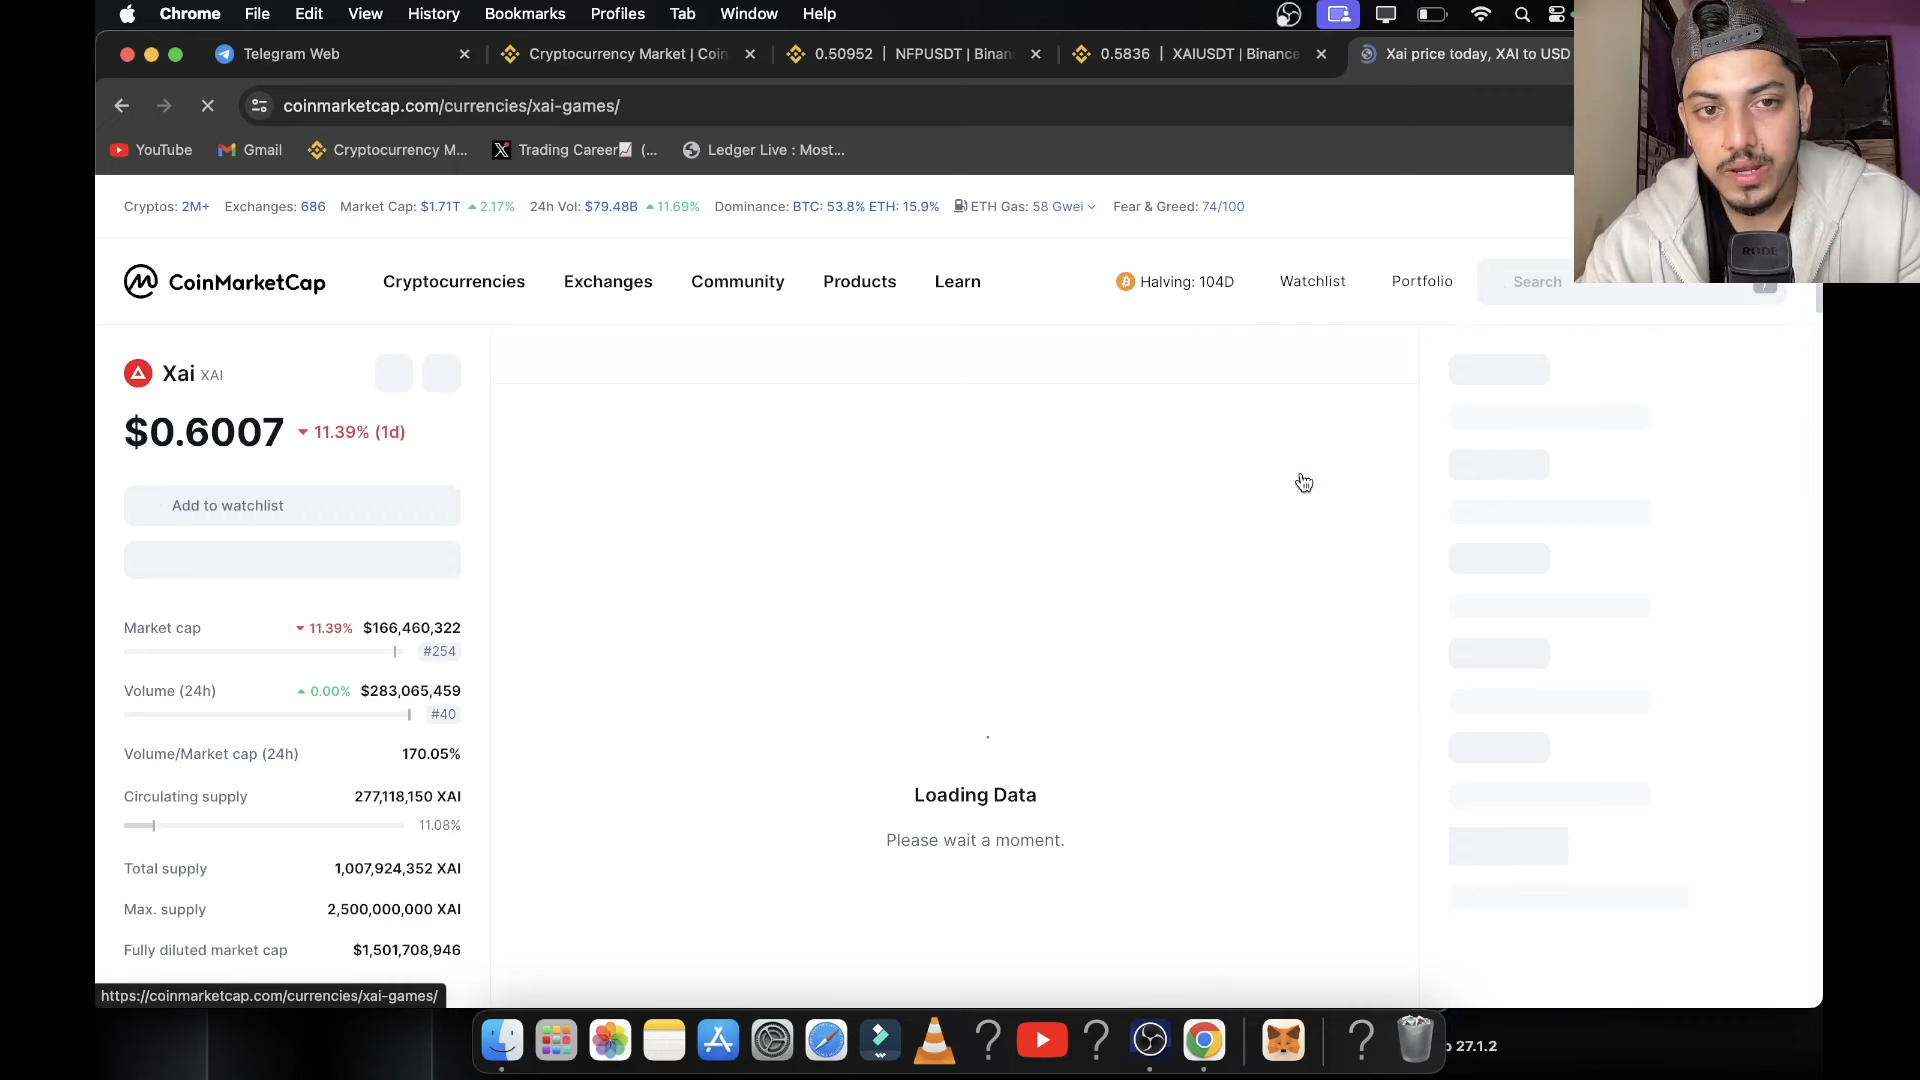 Chrome File Edit View History Bookmarks Profiles Tab Window Help
Telegram Web Cryptocurrency Market | Coin 0.50952 | NFPUSDT | Binan 0.5836 | XAIUSDT | Binance Xai price today, XAI to USD
coinmarketcap.com/currencies/xai-games/
YouTube Gmail Cryptocurrency M... Trading Career (... Ledger Live : Most...
Cryptos: 2M+ Exchanges: 686 Market Cap: $1.71T 2.17% 24h Vol: $79.48B 11.69% Dominance: BTC: 53.8% ETH: 15.9% ETH Gas: 58 Gwei Fear & Greed: 74/100
CoinMarketCap Cryptocurrencies Exchanges Community Products Learn Halving: 104D Watchlist Portfolio Search /
Xai XAI
$0.6007 11.39% (1d)
Add to watchlist
Market cap 11.39% $166,460,322
#254
Volume (24h) 0.00% $283,065,459
#40
Volume/Market cap (24h) 170.05%
Circulating supply 277,118,150 XAI
11.08%
Total supply 1,007,924,352 XAI
Max. supply 2,500,000,000 XAI
Fully diluted market cap $1,501,708,946
Loading Data
Please wait a moment.
https://coinmarketcap.com/currencies/xai-games/
27.1.2
RODE